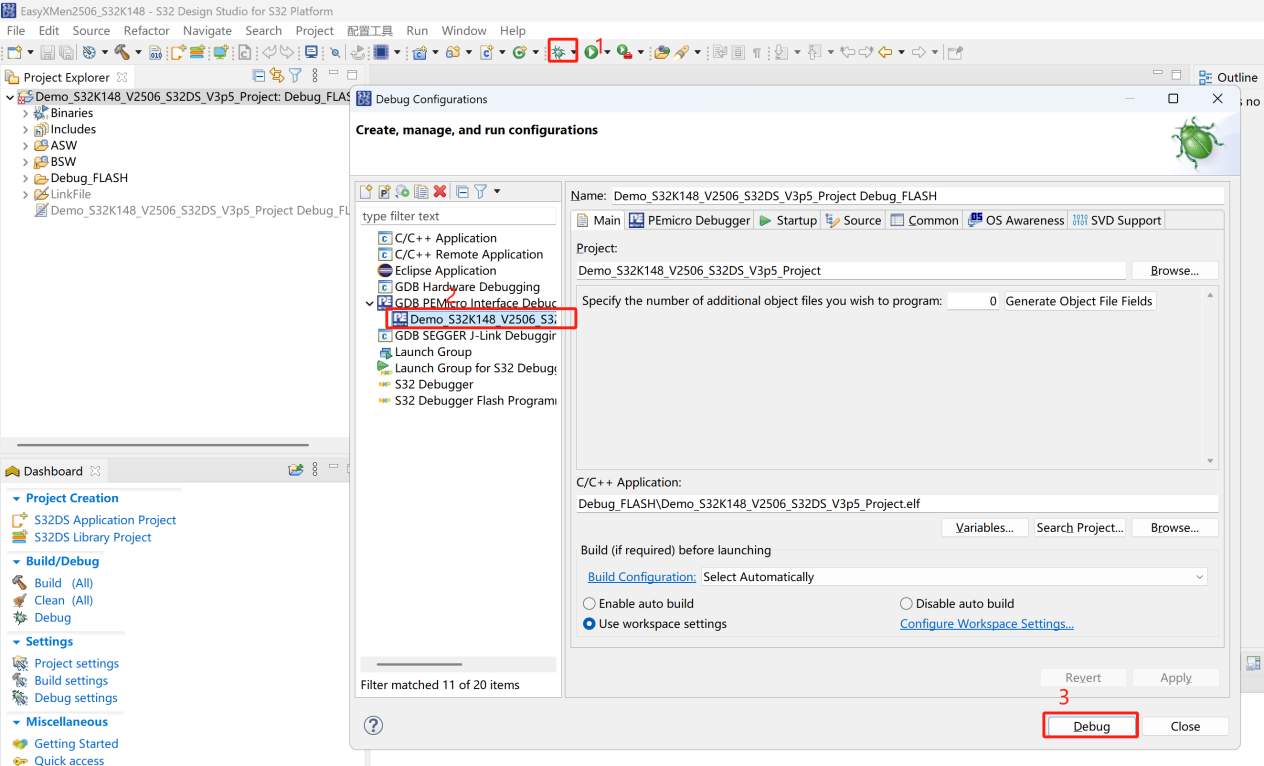 EasyXMen2506_S32K148 - S32 Design Studio for S32 Platform
File Edit Source Refactor Navigate Search Project 配置工具 Run Window Help
1
Project Explorer
Outline
Demo_S32K148_V2506_S32DS_V3p5_Project: Debug_FLAS
Binaries
Includes
ASW
BSW
Debug_FLASH
LinkFile
Demo_S32K148_V2506_S32DS_V3p5_Project Debug_FL
s no
Debug Configurations
Create, manage, and run configurations
type filter text
C/C++ Application
C/C++ Remote Application
Eclipse Application
GDB Hardware Debugging
2
GDB PEMicro Interface Debug
Demo_S32K148_V2506_S32
GDB SEGGER J-Link Debuggin
Launch Group
Launch Group for S32 Debugg
S32 Debugger
S32 Debugger Flash Program
Filter matched 11 of 20 items
Name: Demo_S32K148_V2506_S32DS_V3p5_Project Debug_FLASH
Main PEmicro Debugger Startup Source Common OS Awareness SVD Support
Project:
Demo_S32K148_V2506_S32DS_V3p5_Project Browse...
Specify the number of additional object files you wish to program: 0 Generate Object File Fields
C/C++ Application:
Debug_FLASH\Demo_S32K148_V2506_S32DS_V3p5_Project.elf
Variables... Search Project... Browse...
Build (if required) before launching
Build Configuration: Select Automatically
Enable auto build Disable auto build
Use workspace settings Configure Workspace Settings...
Revert Apply
3
Debug Close
Dashboard
Project Creation
S32DS Application Project
S32DS Library Project
Build/Debug
Build (All)
Clean (All)
Debug
Settings
Project settings
Build settings
Debug settings
Miscellaneous
Getting Started
Quick access